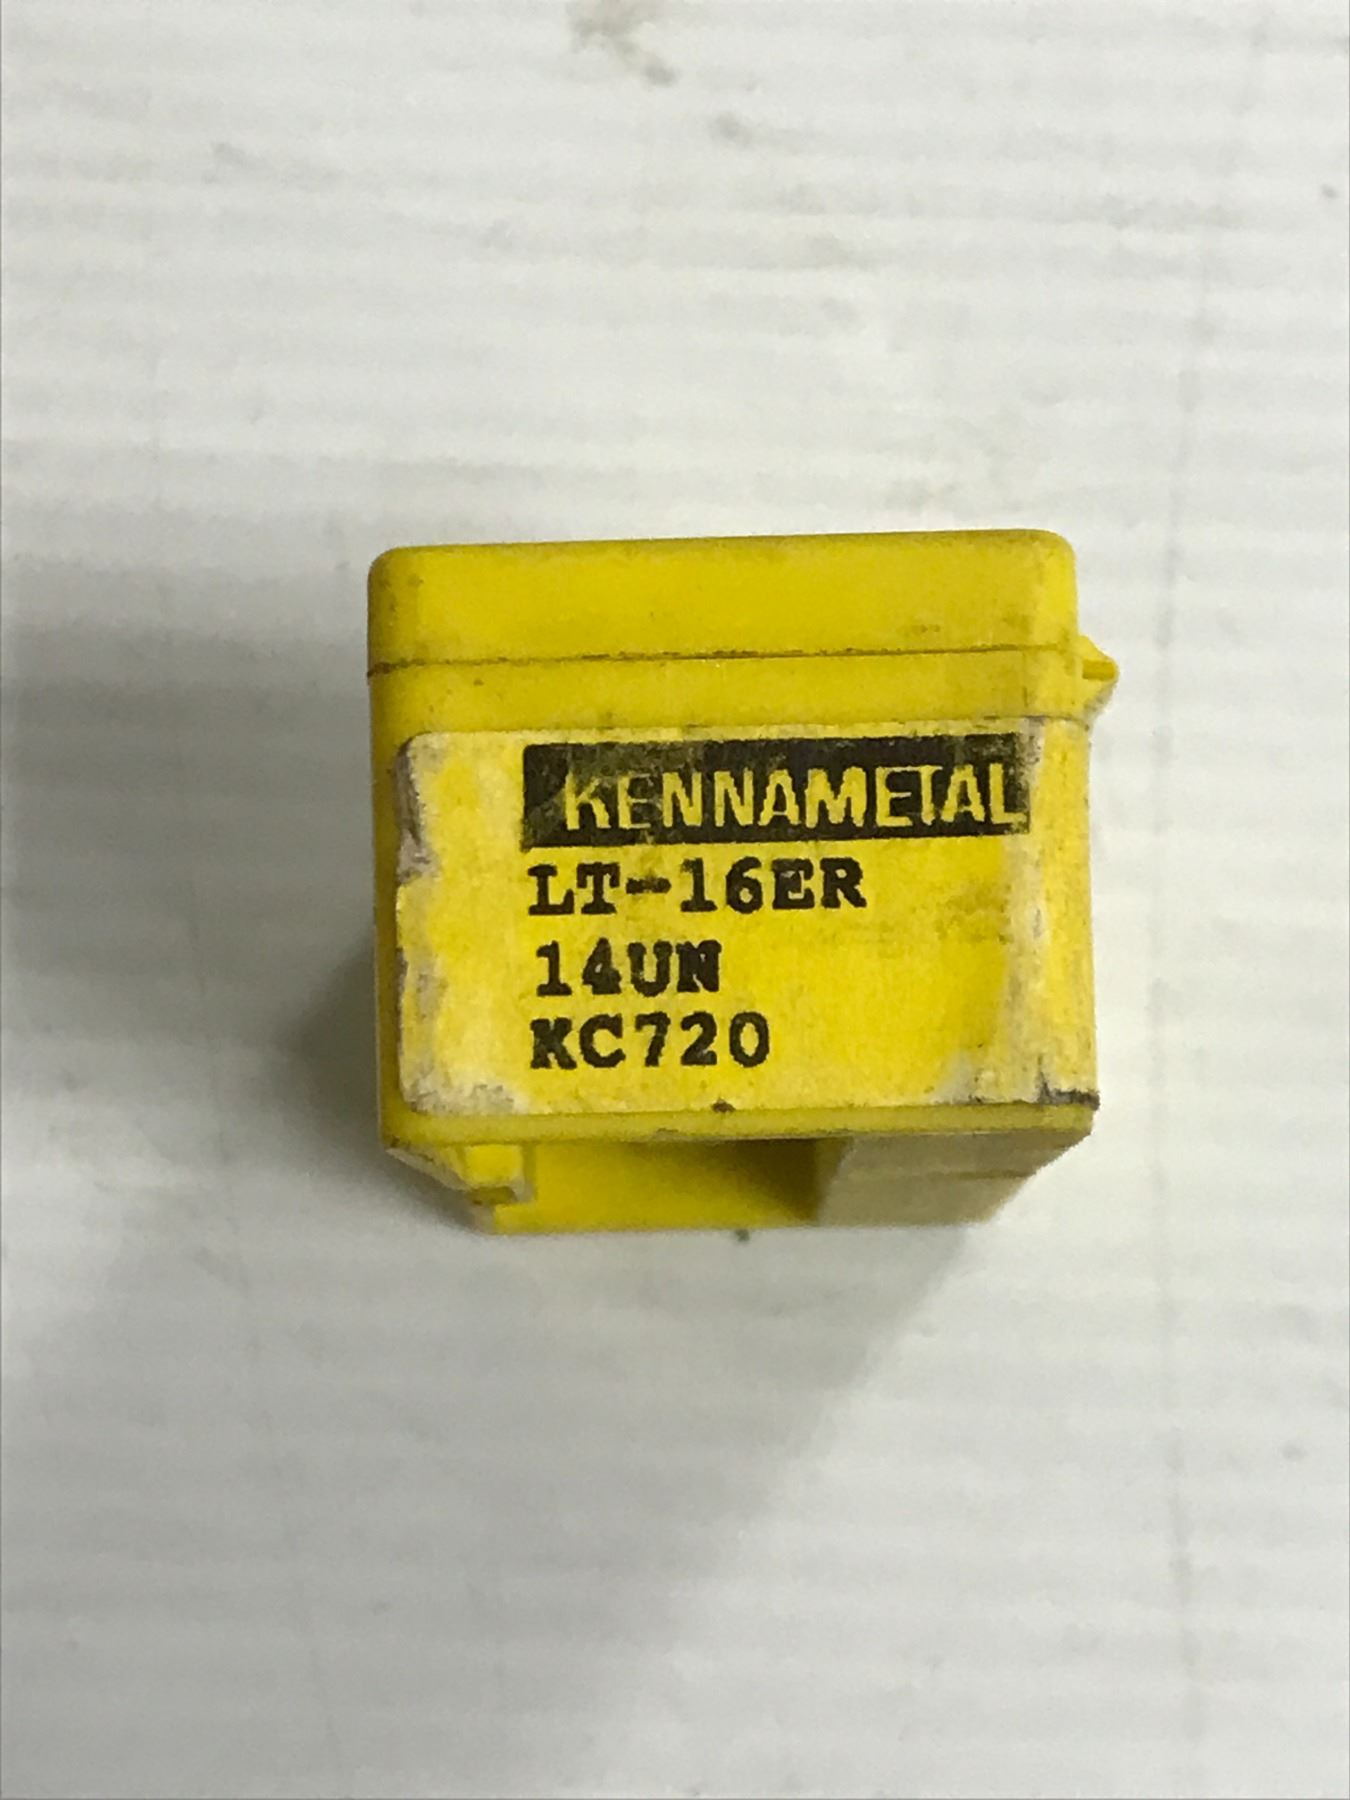 KENNAMETAL
LT-16ER
14UN
KC720